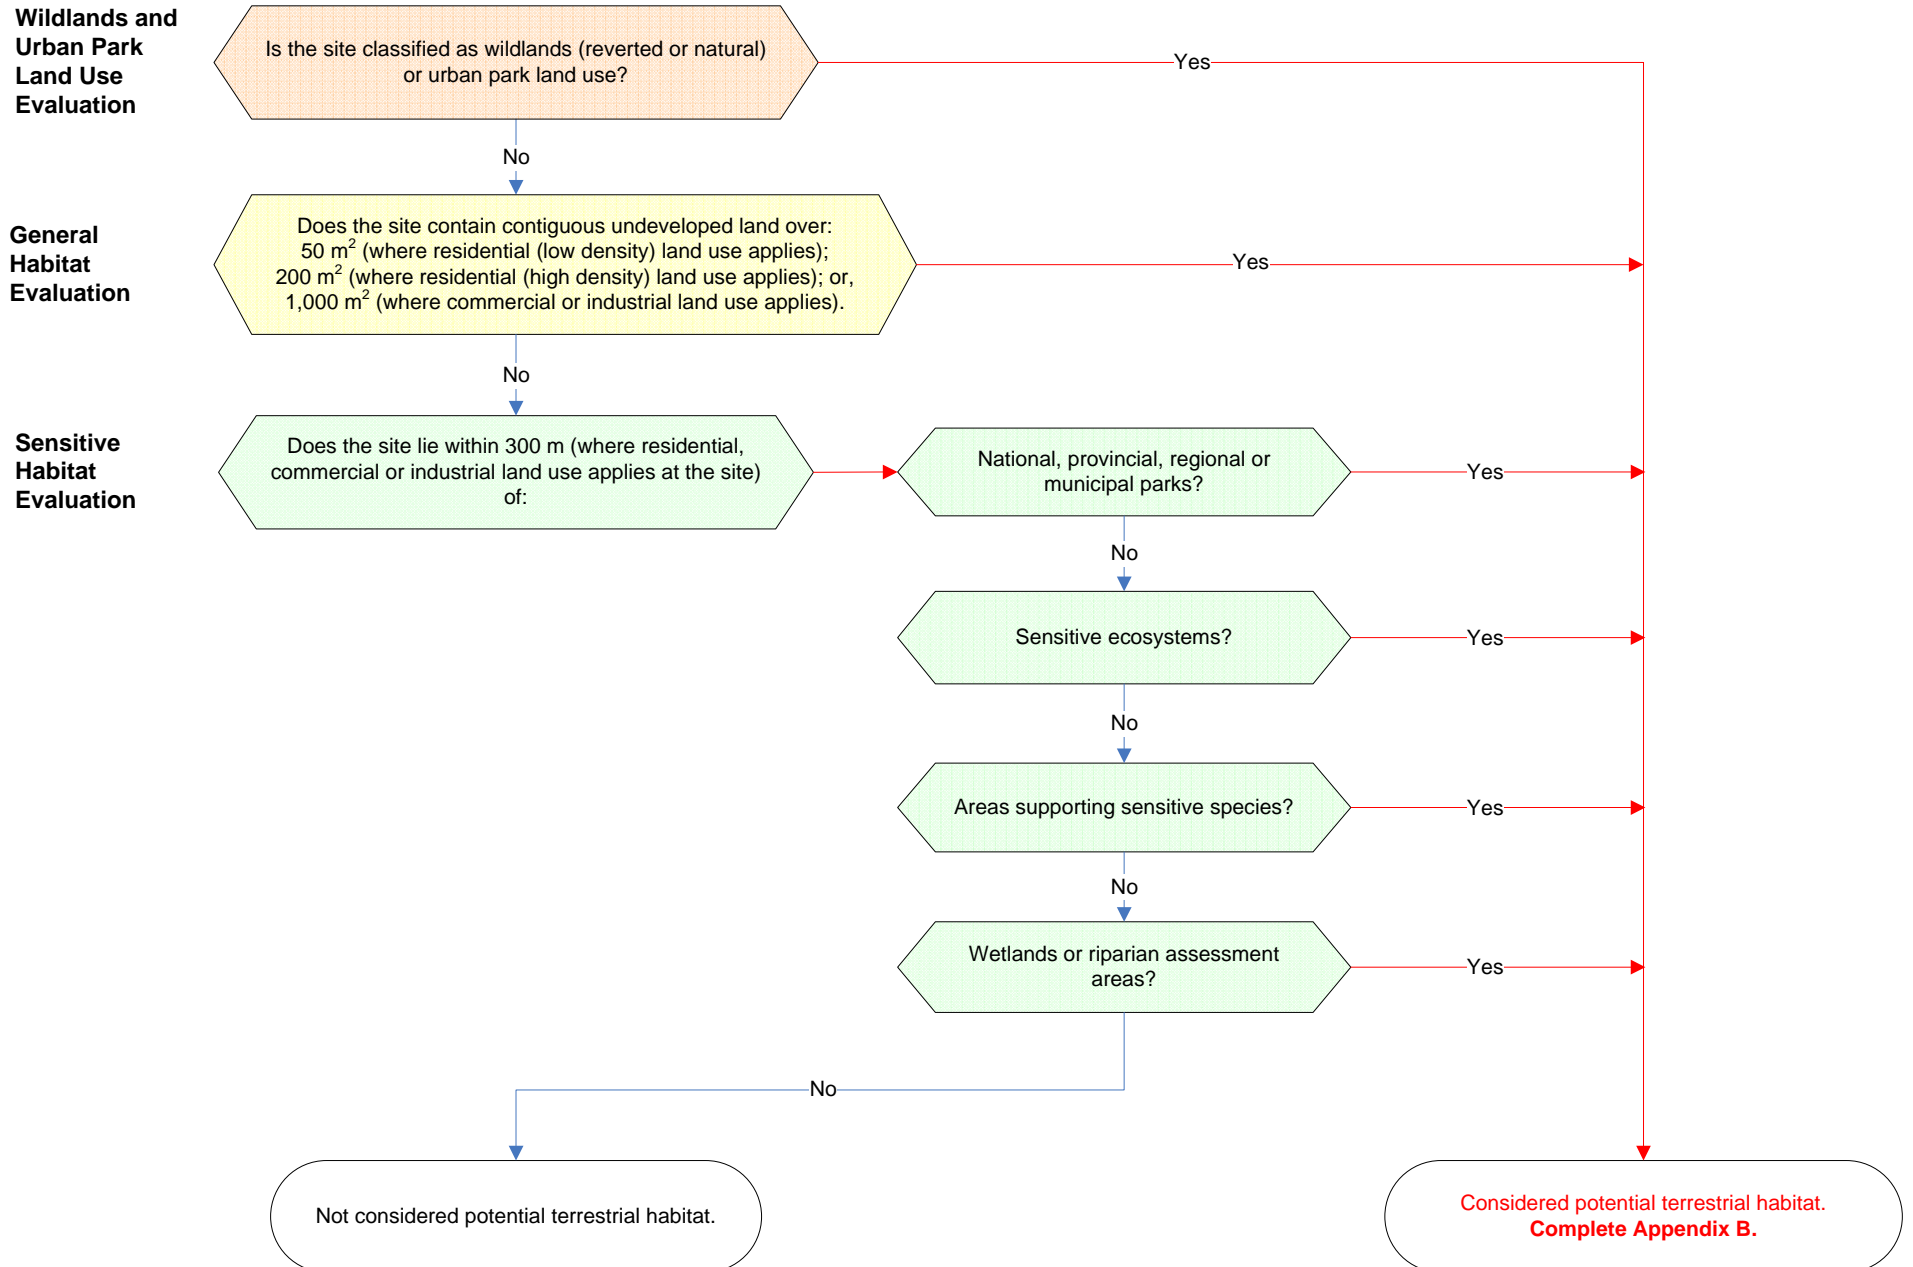 Wildlands and
Urban Park
Land Use
Evaluation
Is the site classified as wildlands (reverted or natural)
or urban park land use?
Yes
No
General
Habitat
Evaluation
Does the site contain contiguous undeveloped land over:
50 m² (where residential (low density) land use applies);
200 m² (where residential (high density) land use applies); or,
1,000 m² (where commercial or industrial land use applies).
Yes
No
Sensitive
Habitat
Evaluation
Does the site lie within 300 m (where residential,
commercial or industrial land use applies at the site)
of:
National, provincial, regional or
municipal parks?
Yes
No
Sensitive ecosystems?
Yes
No
Areas supporting sensitive species?
Yes
No
Wetlands or riparian assessment
areas?
Yes
No
Not considered potential terrestrial habitat.
Considered potential terrestrial habitat.
Complete Appendix B.